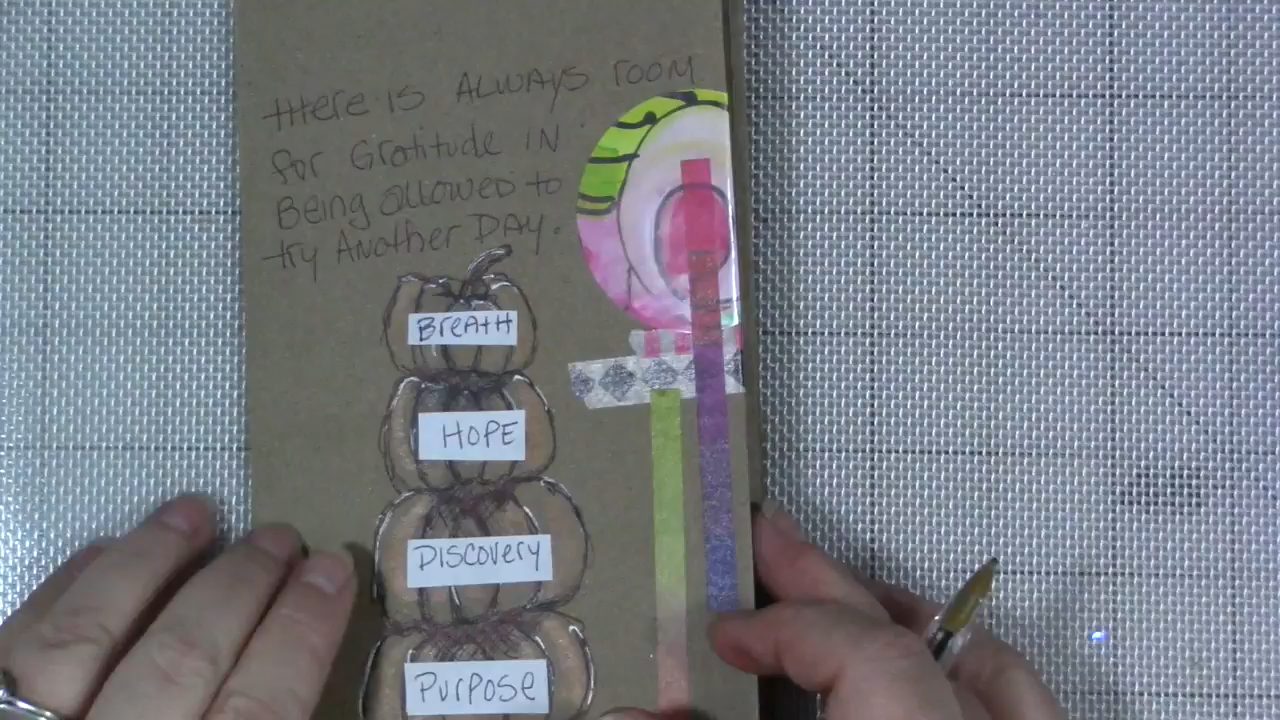 there is ALWAYS room
for Gratitude IN
Being allowed to
try Another DAY.
BreATH
HOPE
DIscovery
Purpose